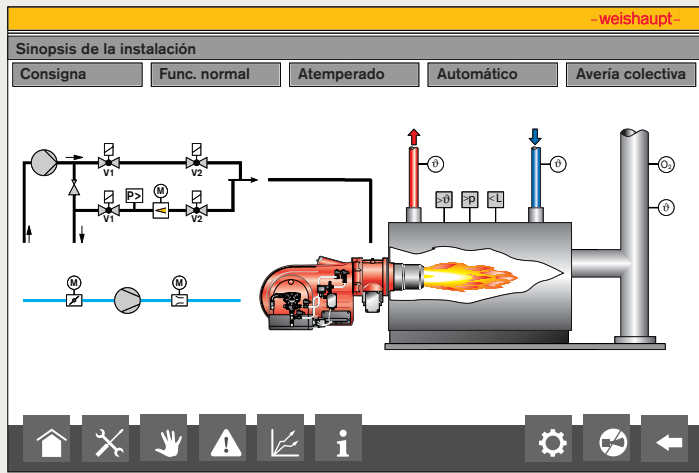 -weishaupt-
Sinopsis de la instalación
Consigna
Func. normal
Atemperado
Automático
Avería colectiva
V1
V2
M
P>
V1
V2
M
M
ϑ
ϑ
>ϑ
>p
<L
O₂
ϑ
i